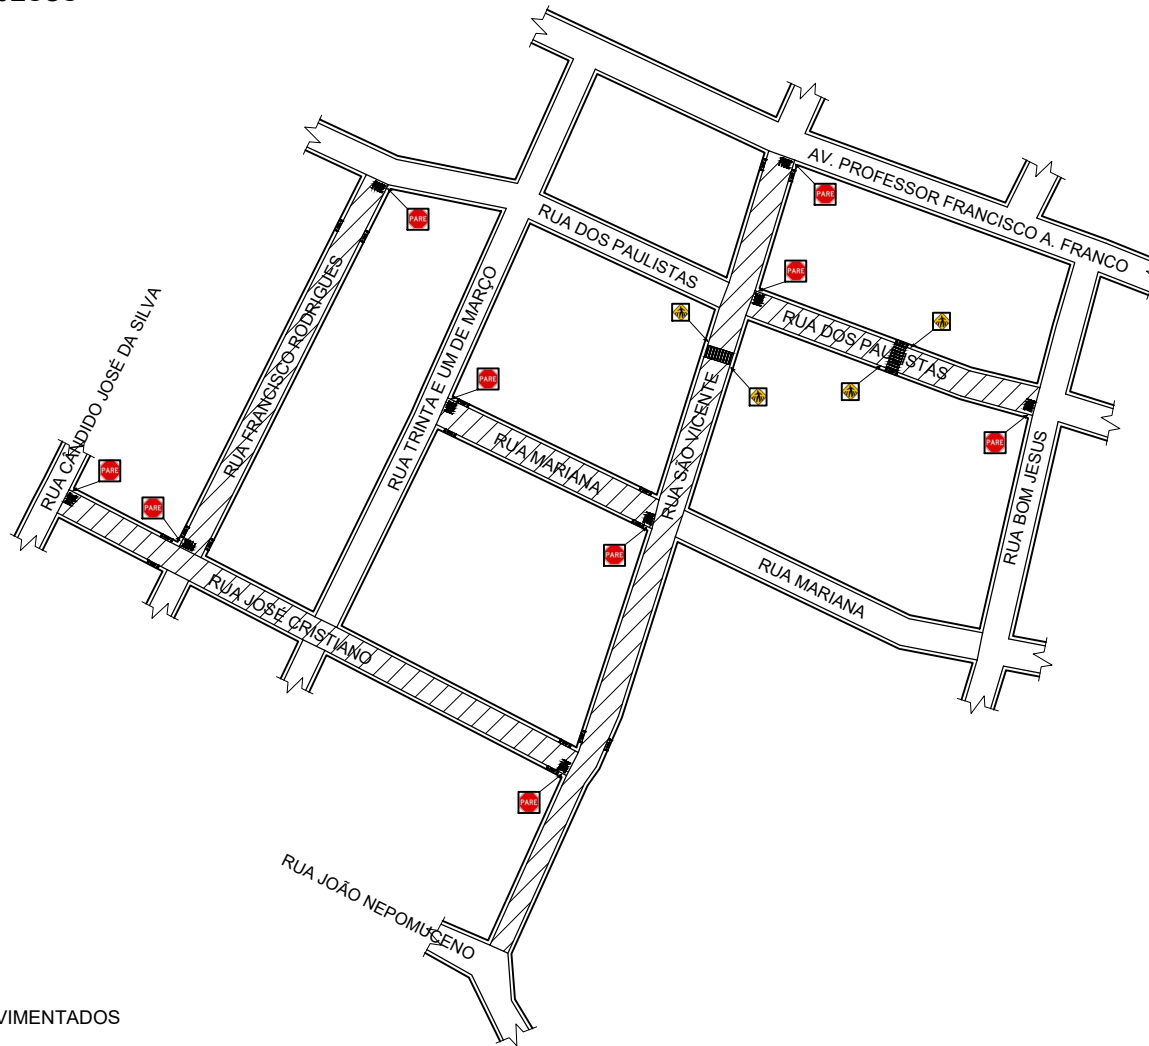 AV. PROFESSOR FRANCISCO A. FRANCO
PARE
PARE
RUA DOS PAULISTAS
PARE
RUA DOS PAULISTAS
RUA FRANCISCO RODRIGUES
RUA TRINTA E UM DE MARÇO
RUA CÂNDIDO JOSÉ DA SILVA
PARE
RUA SÃO VICENTE
PARE
RUA MARIANA
RUA BOM JESUS
PARE
PARE
PARE
RUA MARIANA
RUA JOSÉ CRISTIANO
PARE
RUA JOÃO NEPOMUCENO
VIMENTADOS